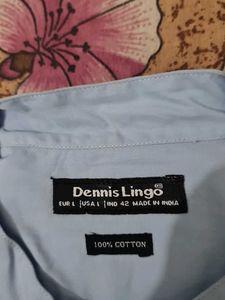 Dennis Lingo
EUR L | USA L | IND 42 MADE IN INDIA
100% COTTON